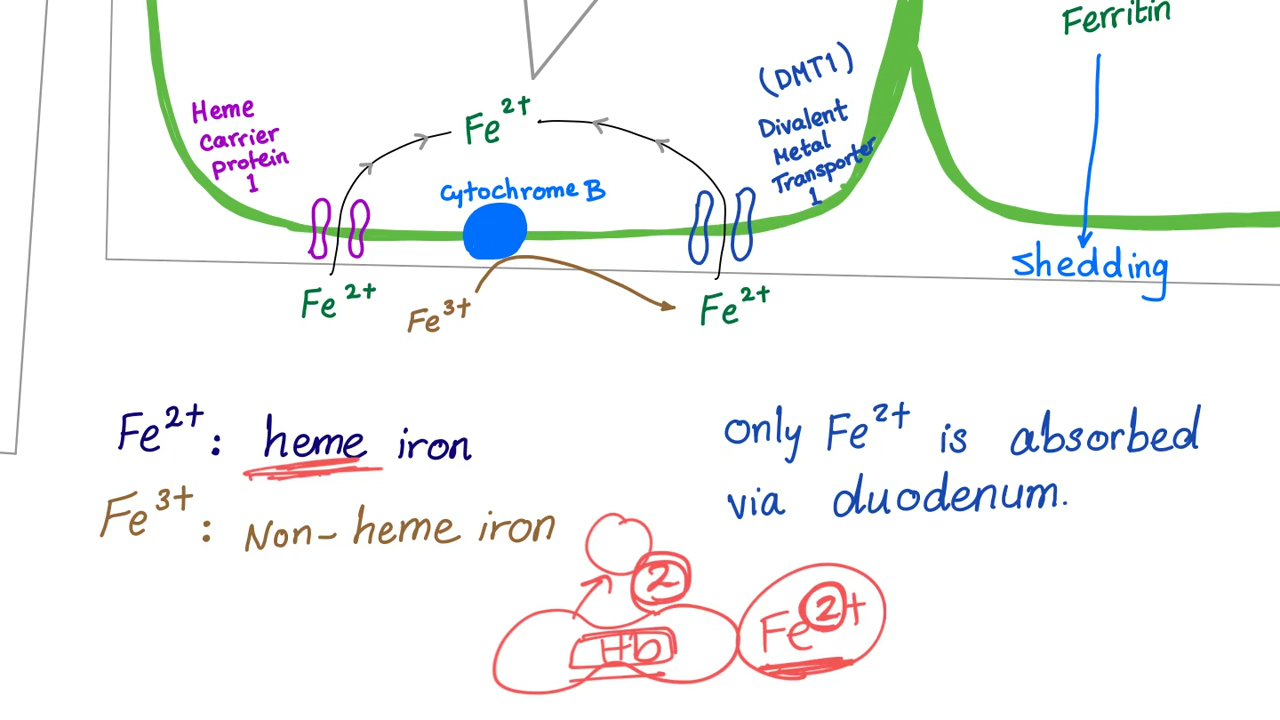 Ferritin
(DMT1)
Divalent
Metal
Transporter
1
Heme
carrier
protein
1
Fe2+
Cytochrome B
Shedding
Fe2+
Fe3+
Fe2+
Fe2+: heme iron
Fe3+: Non-heme iron
only Fe2+ is absorbed
via duodenum.
2
Hb
Fe2+